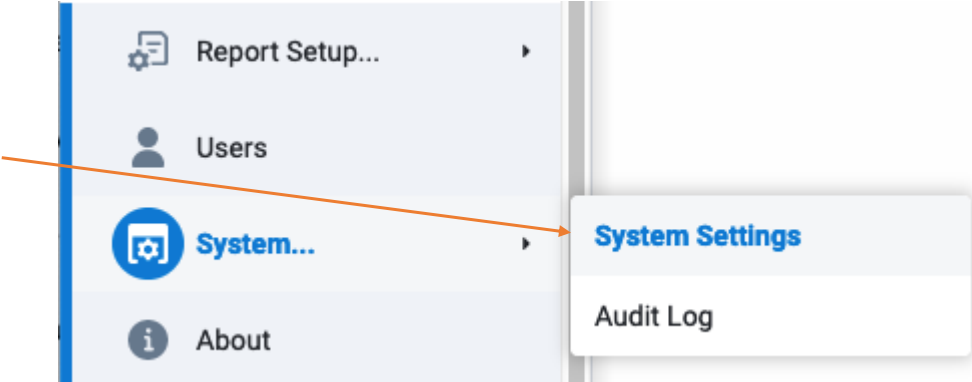 Report Setup...
Users
System...
System Settings
Audit Log
About